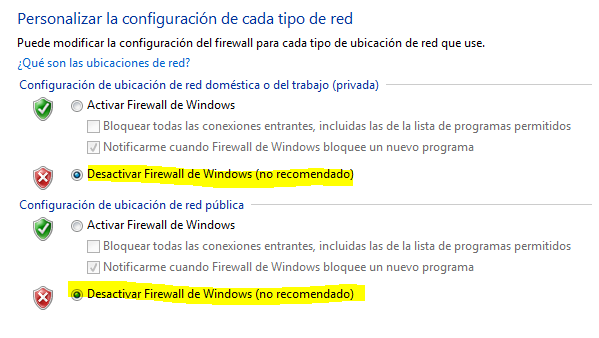 Personalizar la configuración de cada tipo de red
Puede modificar la configuración del firewall para cada tipo de ubicación de red que use.
¿Qué son las ubicaciones de red?
Configuración de ubicación de red doméstica o del trabajo (privada)
Activar Firewall de Windows
Bloquear todas las conexiones entrantes, incluidas las de la lista de programas permitidos
Notificarme cuando Firewall de Windows bloquee un nuevo programa
Desactivar Firewall de Windows (no recomendado)
Configuración de ubicación de red pública
Activar Firewall de Windows
Bloquear todas las conexiones entrantes, incluidas las de la lista de programas permitidos
Notificarme cuando Firewall de Windows bloquee un nuevo programa
Desactivar Firewall de Windows (no recomendado)